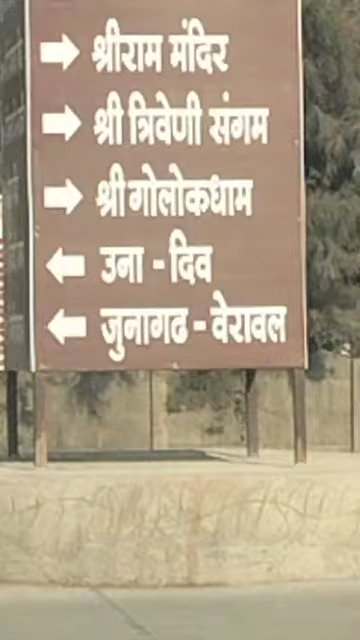 ➡ श्रीराम मंदिर
➡ श्री त्रिवेणी संगम
➡ श्री गोलोकधाम
⬅ उना - दिव
⬅ जुनागढ - वेरावल